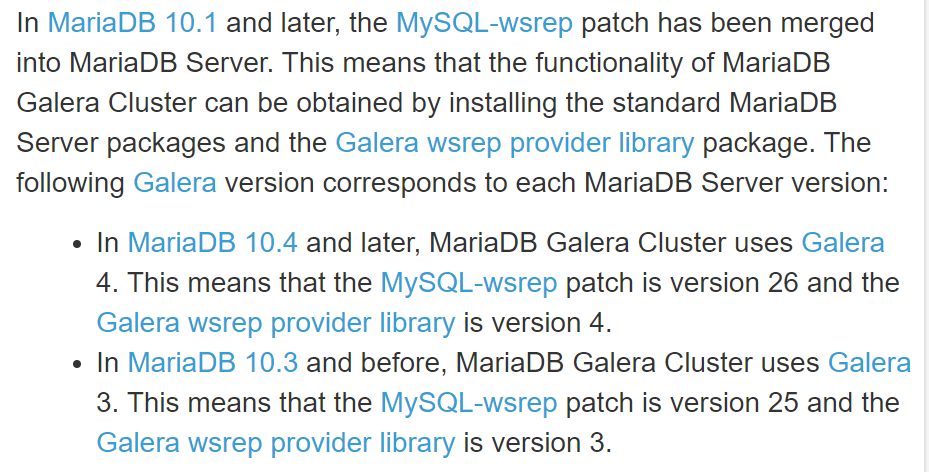 In MariaDB 10.1 and later, the MySQL-wsrep patch has been merged
into MariaDB Server. This means that the functionality of MariaDB
Galera Cluster can be obtained by installing the standard MariaDB
Server packages and the Galera wsrep provider library package. The
following Galera version corresponds to each MariaDB Server version:
• In MariaDB 10.4 and later, MariaDB Galera Cluster uses Galera
4. This means that the MySQL-wsrep patch is version 26 and the
Galera wsrep provider library is version 4.
• In MariaDB 10.3 and before, MariaDB Galera Cluster uses Galera
3. This means that the MySQL-wsrep patch is version 25 and the
Galera wsrep provider library is version 3.